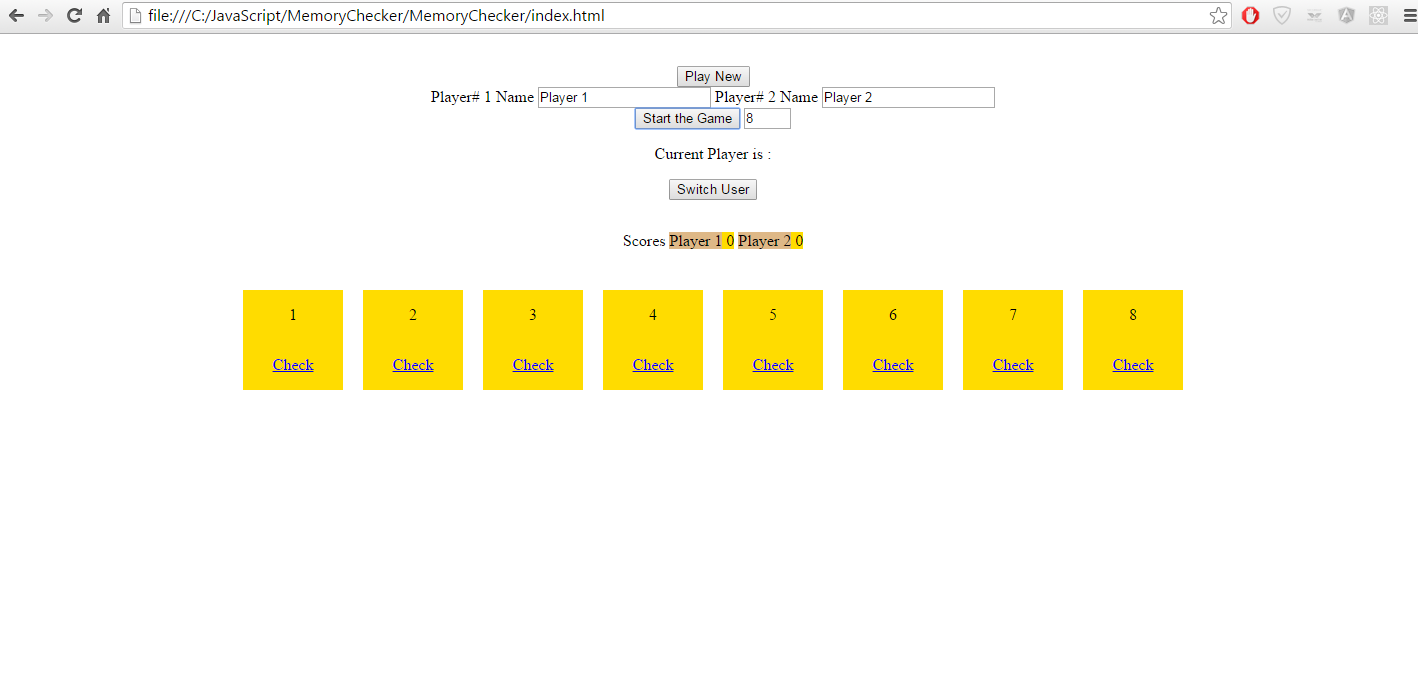 file:///C:/JavaScript/MemoryChecker/MemoryChecker/index.html
Play New
Player# 1 Name Player 1 Player# 2 Name Player 2
Start the Game 8
Current Player is :
Switch User
Scores Player 1 0 Player 2 0
1 2 3 4 5 6 7 8
Check Check Check Check Check Check Check Check